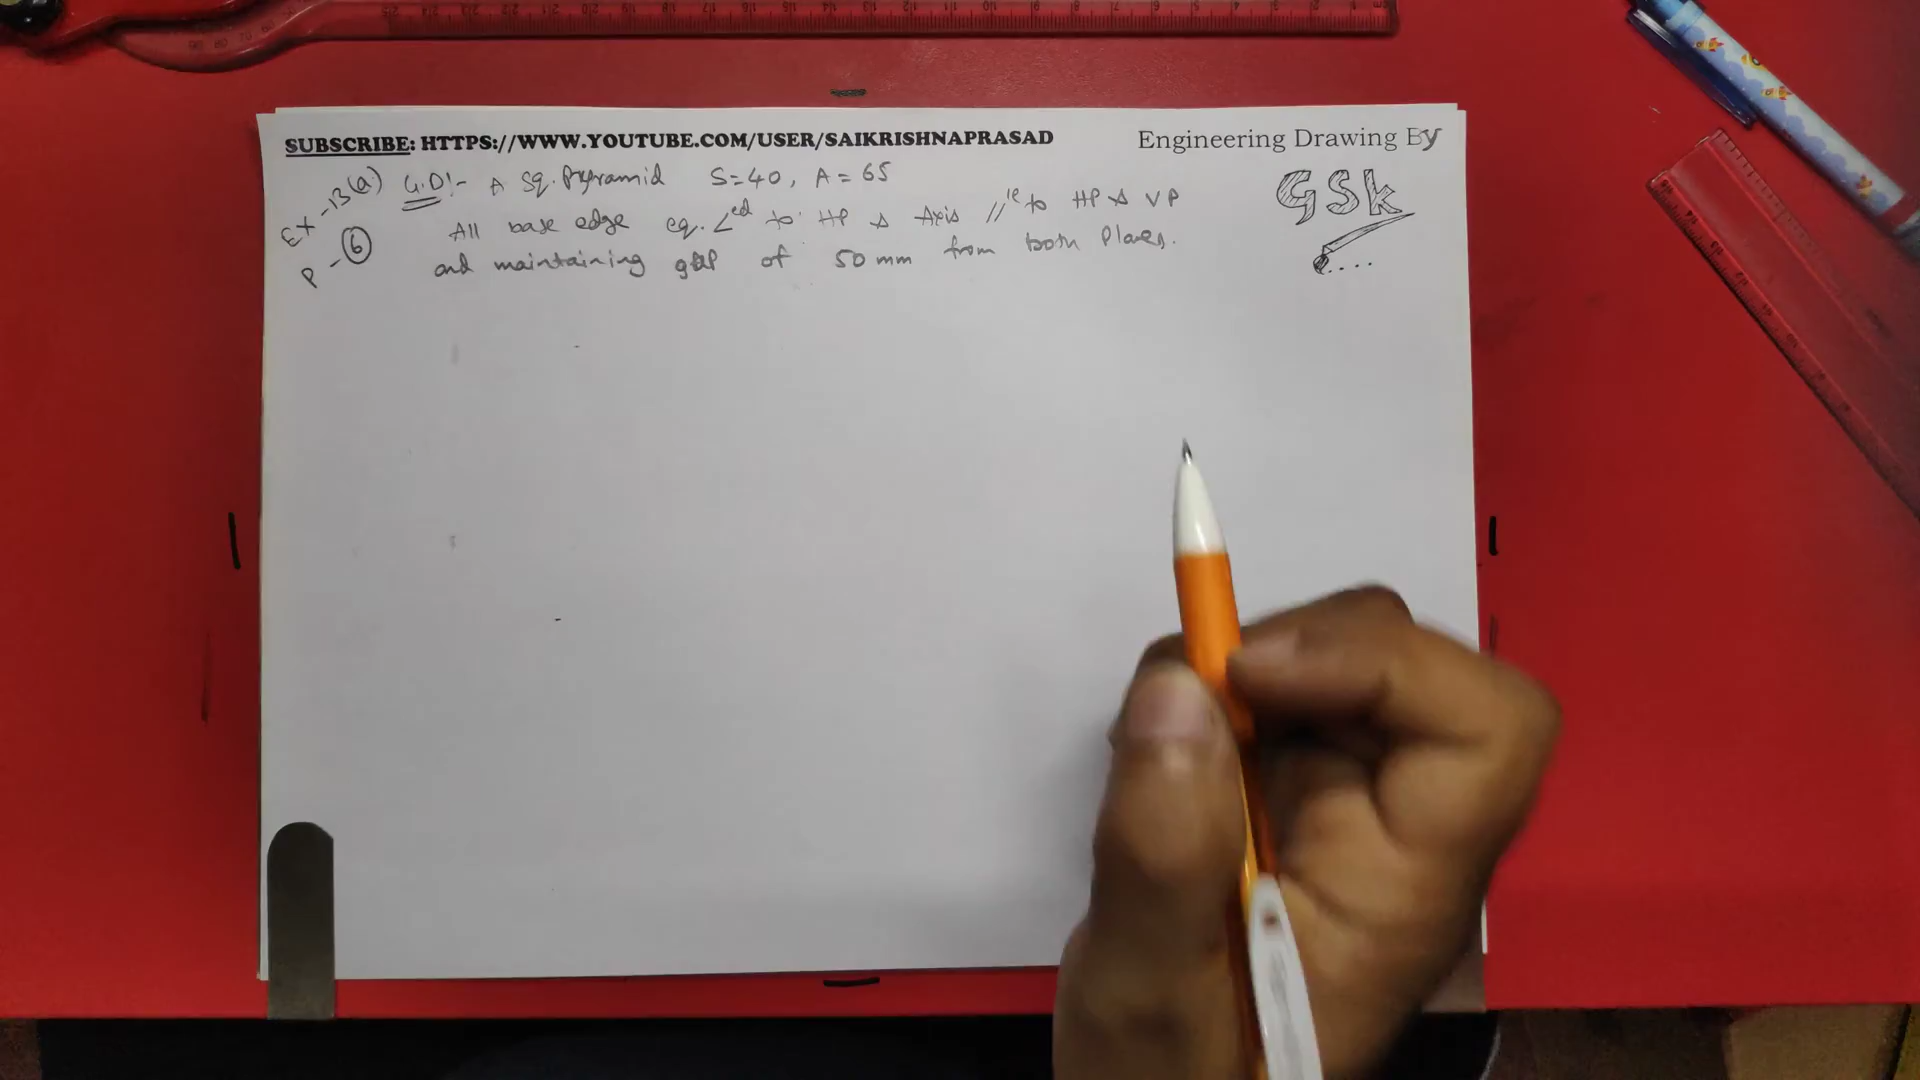 SUBSCRIBE: HTTPS://WWW.YOUTUBE.COM/USER/SAIKRISHNAPRASAD
Engineering Drawing By
GSK
Ex-13(a)
P-6
G.D:- A Sq. Pyramid S=40, A=65
All base edge eq. ∠ed to HP & Axis //le to HP & VP
and maintaining gap of 50 mm from both Planes.